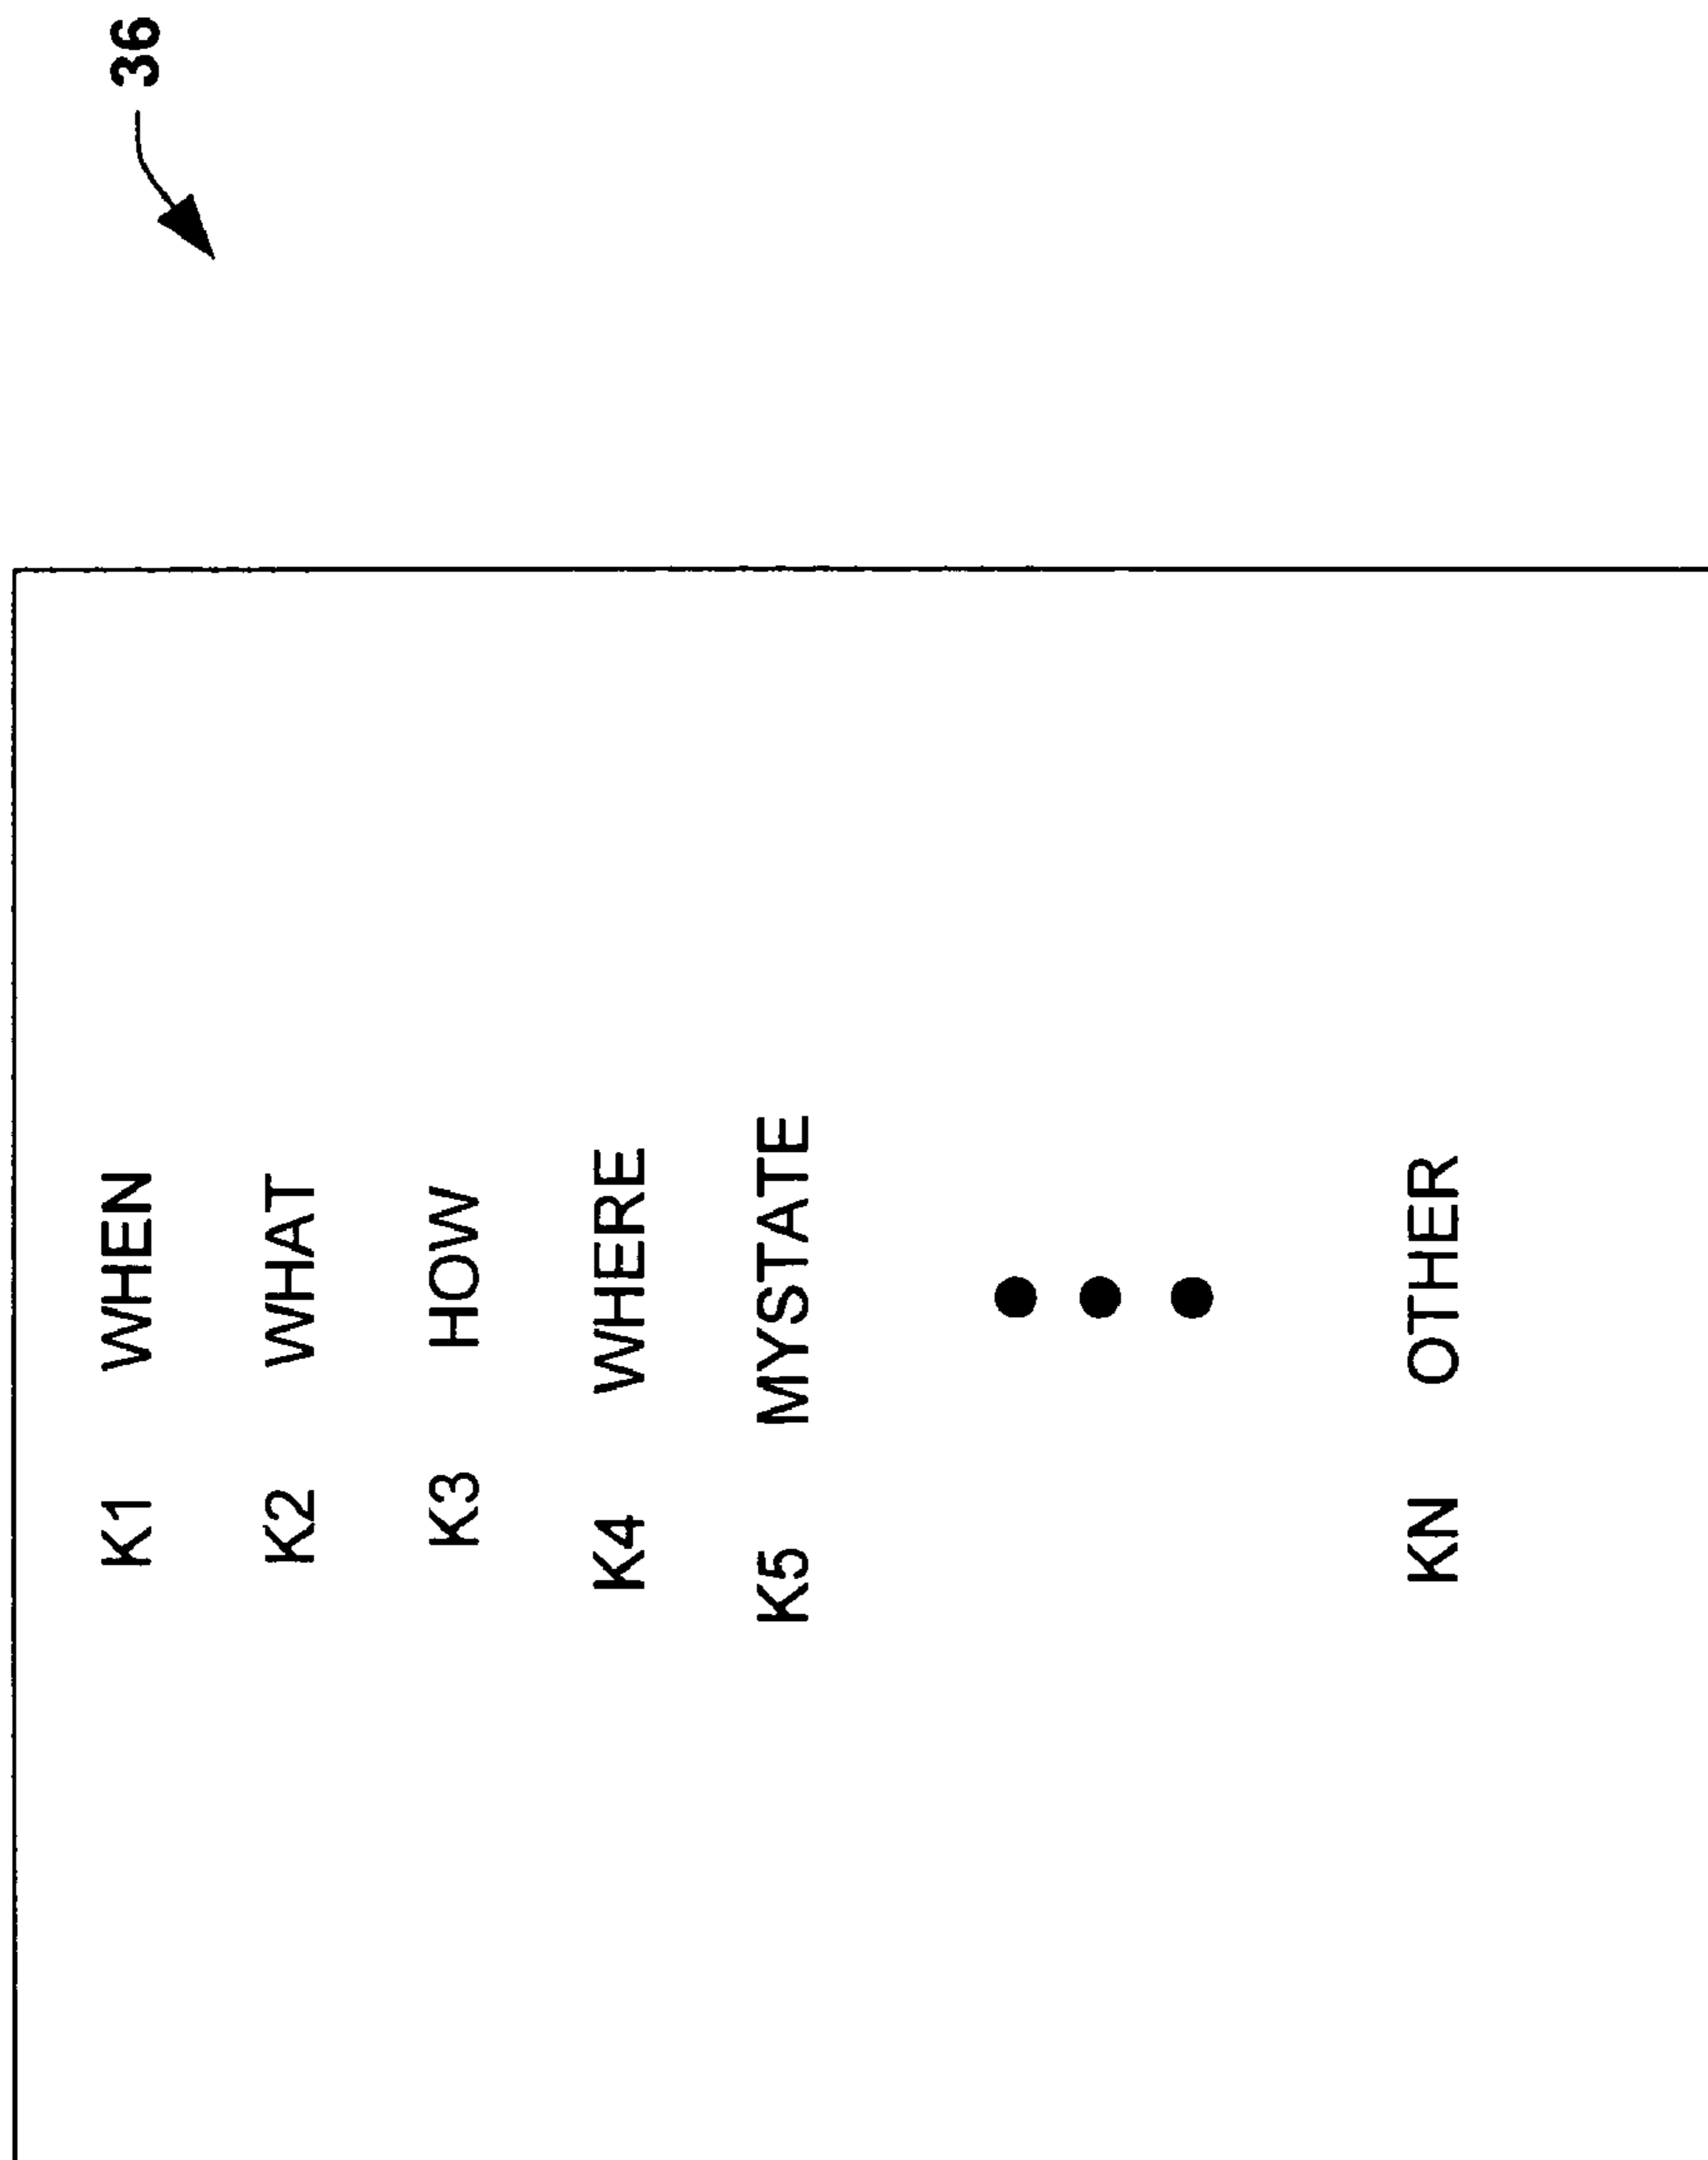 36
K1 WHEN
K2 WHAT
K3 HOW
K4 WHERE
K5 MYSTATE
KN OTHER